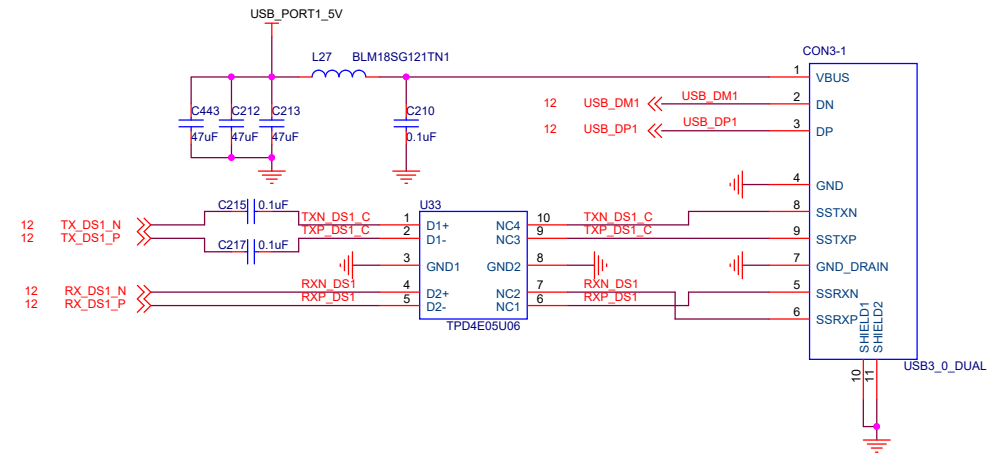 USB_PORT1_5V
L27 BLM18SG121TN1
CON3-1
1 VBUS
12 USB_DM1 USB_DM1 2 DN
12 USB_DP1 USB_DP1 3 DP
C443 C212 C213 C210
47uF 47uF 47uF 0.1uF
4 GND
C215 0.1uF U33
12 TX_DS1_N TXN_DS1_C 1 D1+ NC4 10 TXN_DS1_C 8 SSTXN
12 TX_DS1_P TXP_DS1_C 2 D1- NC3 9 TXP_DS1_C 9 SSTXP
C217 0.1uF
3 GND1 GND2 8 7 GND_DRAIN
12 RX_DS1_N RXN_DS1 4 D2+ NC2 7 RXN_DS1 5 SSRXN
12 RX_DS1_P RXP_DS1 5 D2- NC1 6 RXP_DS1 6 SSRXP
TPD4E05U06
SHIELD1
SHIELD2
USB3_0_DUAL
10
11